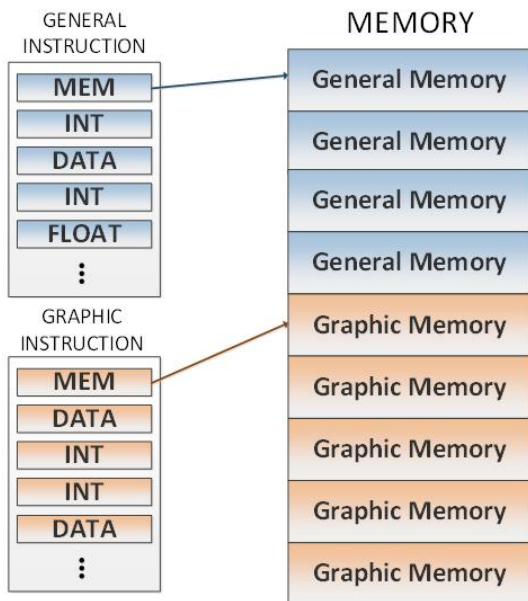 GENERAL
INSTRUCTION
MEM
INT
DATA
INT
FLOAT
GRAPHIC
INSTRUCTION
MEM
DATA
INT
INT
DATA
MEMORY
General Memory
General Memory
General Memory
General Memory
Graphic Memory
Graphic Memory
Graphic Memory
Graphic Memory
Graphic Memory